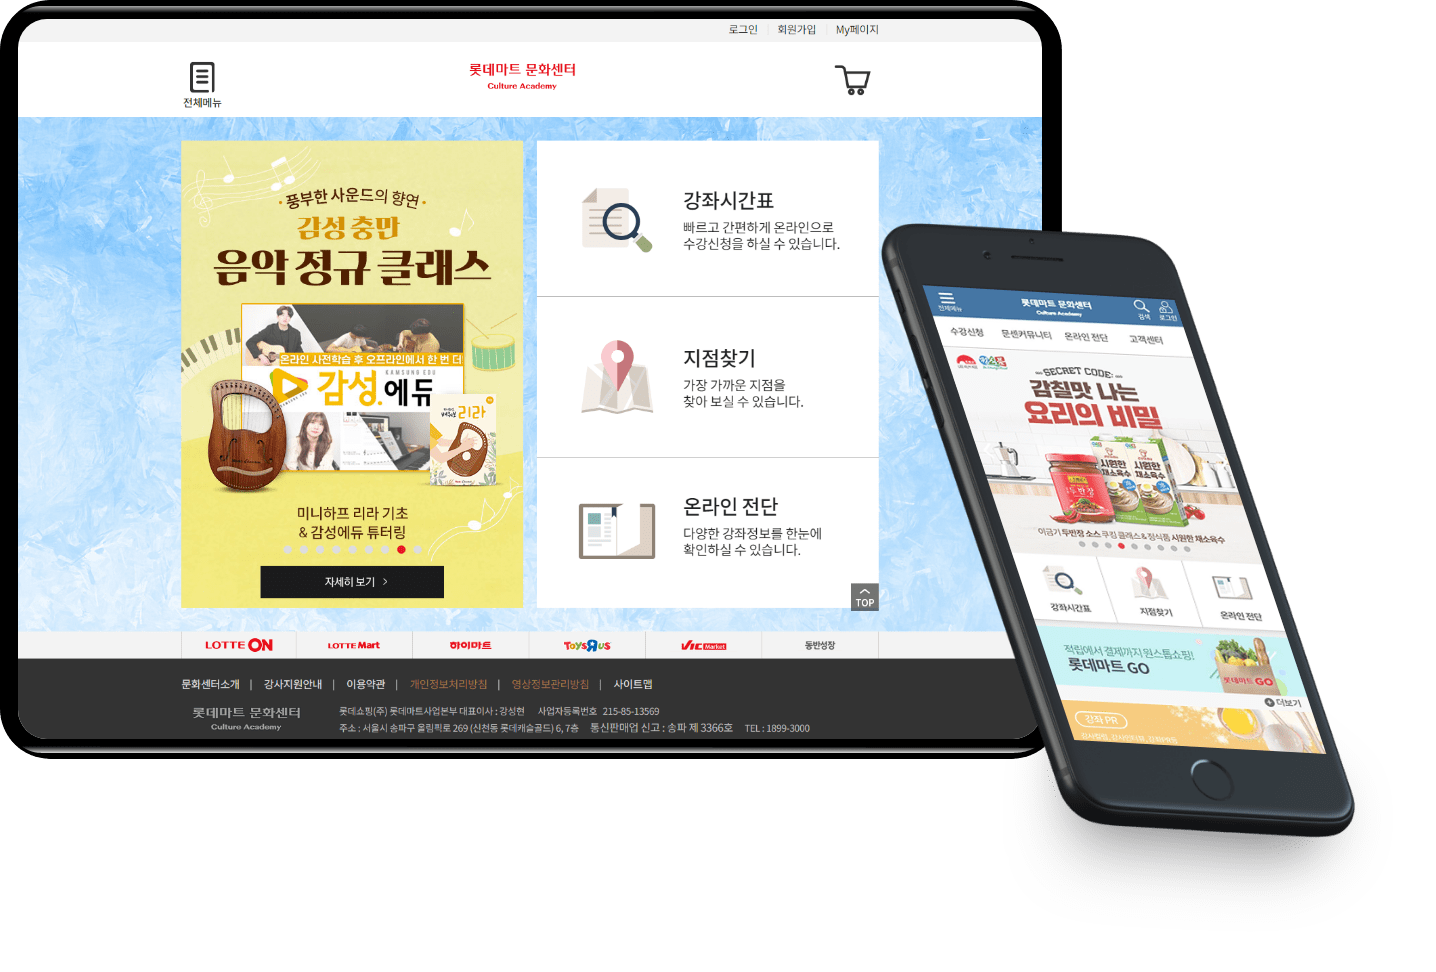 로그인 회원가입 My페이지
전체메뉴
롯데마트 문화센터
Culture Academy
풍부한 사운드의 향연
감성 충만
음악 정규 클래스
온라인 사전학습 후 오프라인에서 한 번 더
KAMSUNG EDU
감성.에듀
리라
미니하프 리라 기초
& 감성에듀 튜터링
자세히 보기 >
강좌시간표
빠르고 간편하게 온라인으로
수강신청을 하실 수 있습니다.
지점찾기
가장 가까운 지점을
찾아 보실 수 있습니다.
온라인 전단
다양한 강좌정보를 한눈에
확인하실 수 있습니다.
TOP
LOTTE ON
LOTTE Mart
하이마트
ToysRus
VIC Market
동반성장
문화센터소개 | 강사지원안내 | 이용약관 | 개인정보처리방침 | 영상정보관리방침 | 사이트맵
롯데마트 문화센터
Culture Academy
롯데쇼핑(주) 롯데마트사업본부 대표이사 : 강성현 사업자등록번호 215-85-13569
주소 : 서울시 송파구 올림픽로 269 (신천동 롯데캐슬골드) 6, 7층 통신판매업 신고 : 송파 제 3366호 TEL : 1899-3000
전체메뉴
롯데마트 문화센터
Culture Academy
검색
로그인
수강신청 문센커뮤니티 온라인 전단 고객센터
SECRET CODE:
감칠맛 나는
요리의 비밀
두반장
시원한
채소육수
시원한
채소육수
이금기 두반장 소스 쿠킹 클래스 & 정식품 시원한 채소육수
강좌시간표
지점찾기
온라인 전단
적립에서 결제까지 원스톱쇼핑!
롯데마트 GO
롯데마트 GO
더보기
강좌 PR